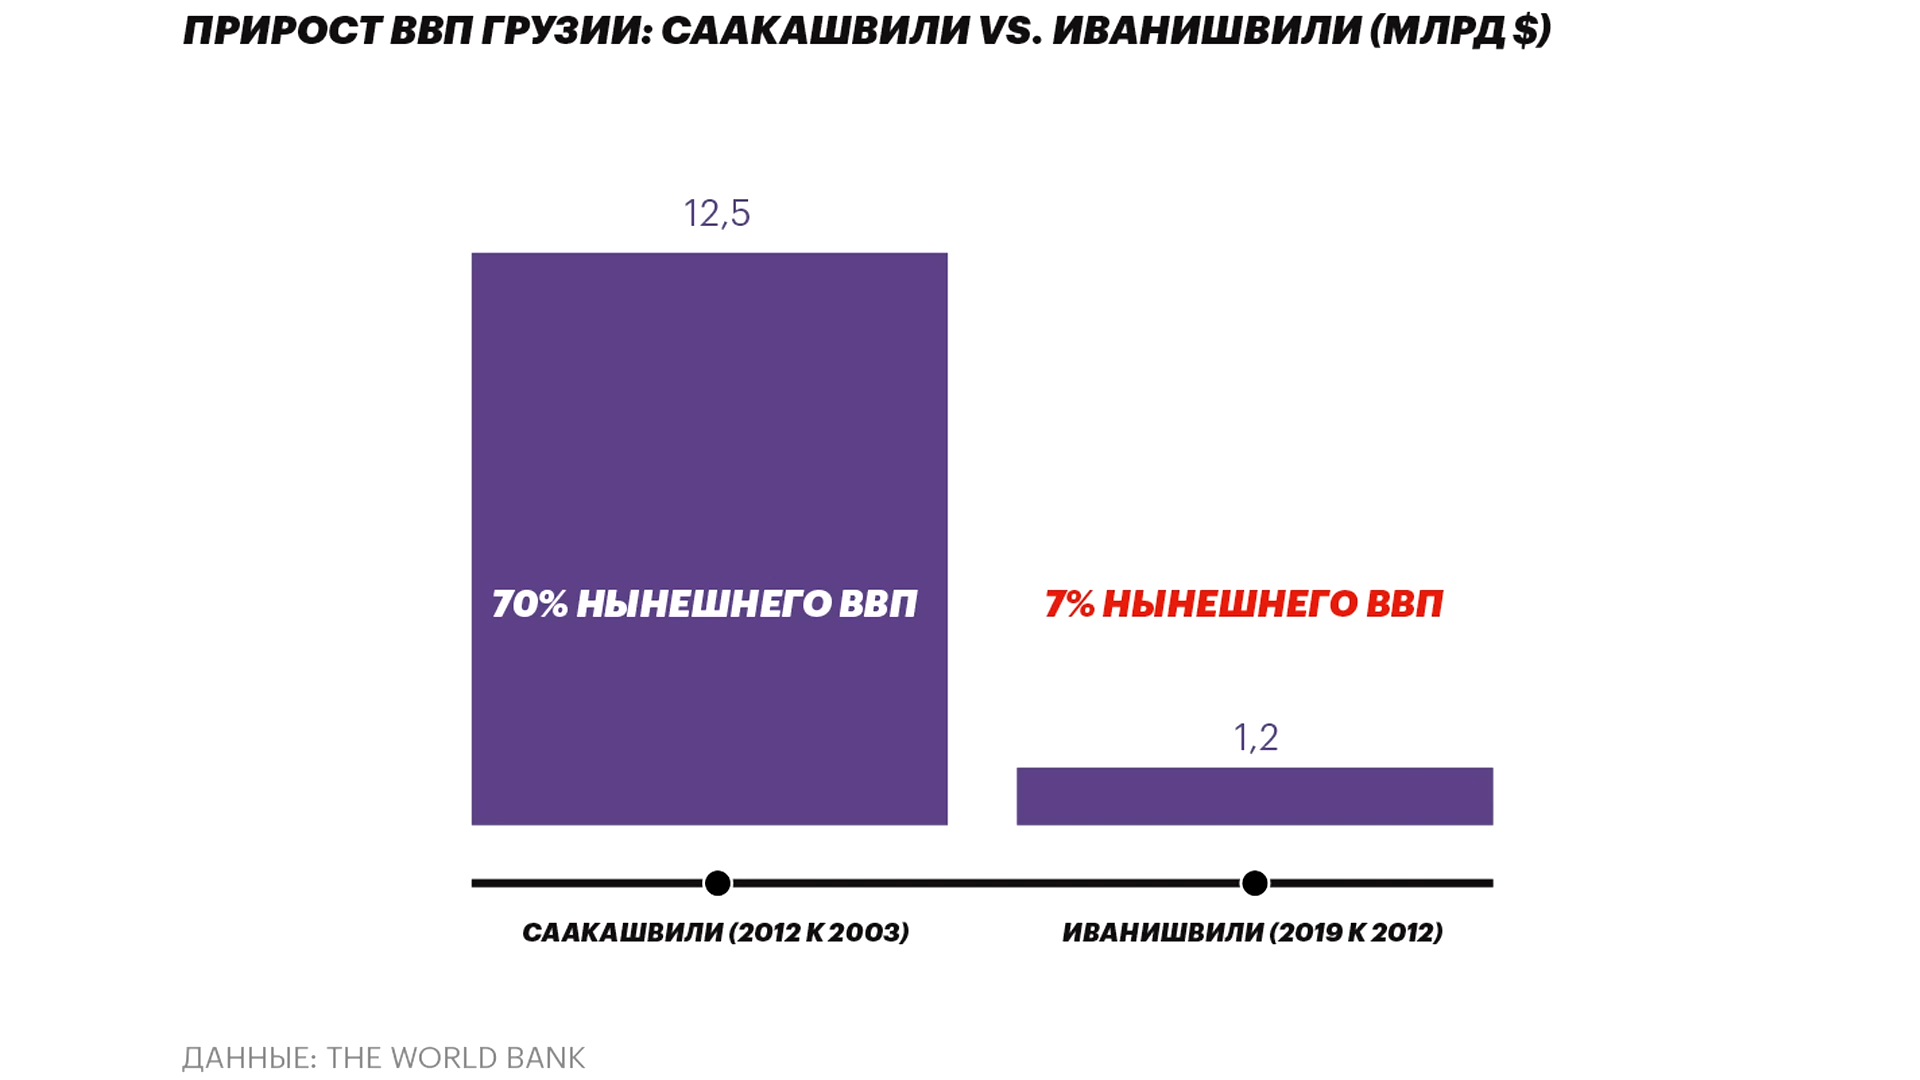 ПРИРОСТ ВВП ГРУЗИИ: СААКАШВИЛИ VS. ИВАНИШВИЛИ (МЛРД $)
12,5
70% НЫНЕШНЕГО ВВП
7% НЫНЕШНЕГО ВВП
1,2
СААКАШВИЛИ (2012 К 2003)
ИВАНИШВИЛИ (2019 К 2012)
ДАННЫЕ: THE WORLD BANK